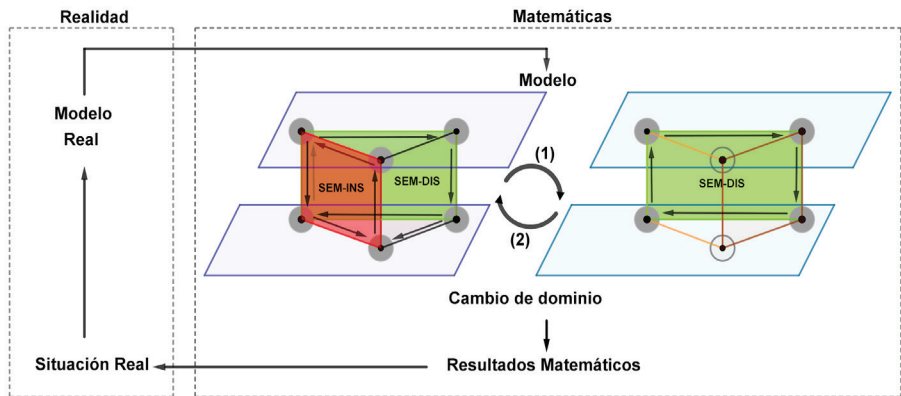 Realidad
Matemáticas
Modelo
Modelo
Real
(1)
SEM-INS
SEM-DIS
SEM-DIS
(2)
Cambio de dominio
Situación Real
Resultados Matemáticos